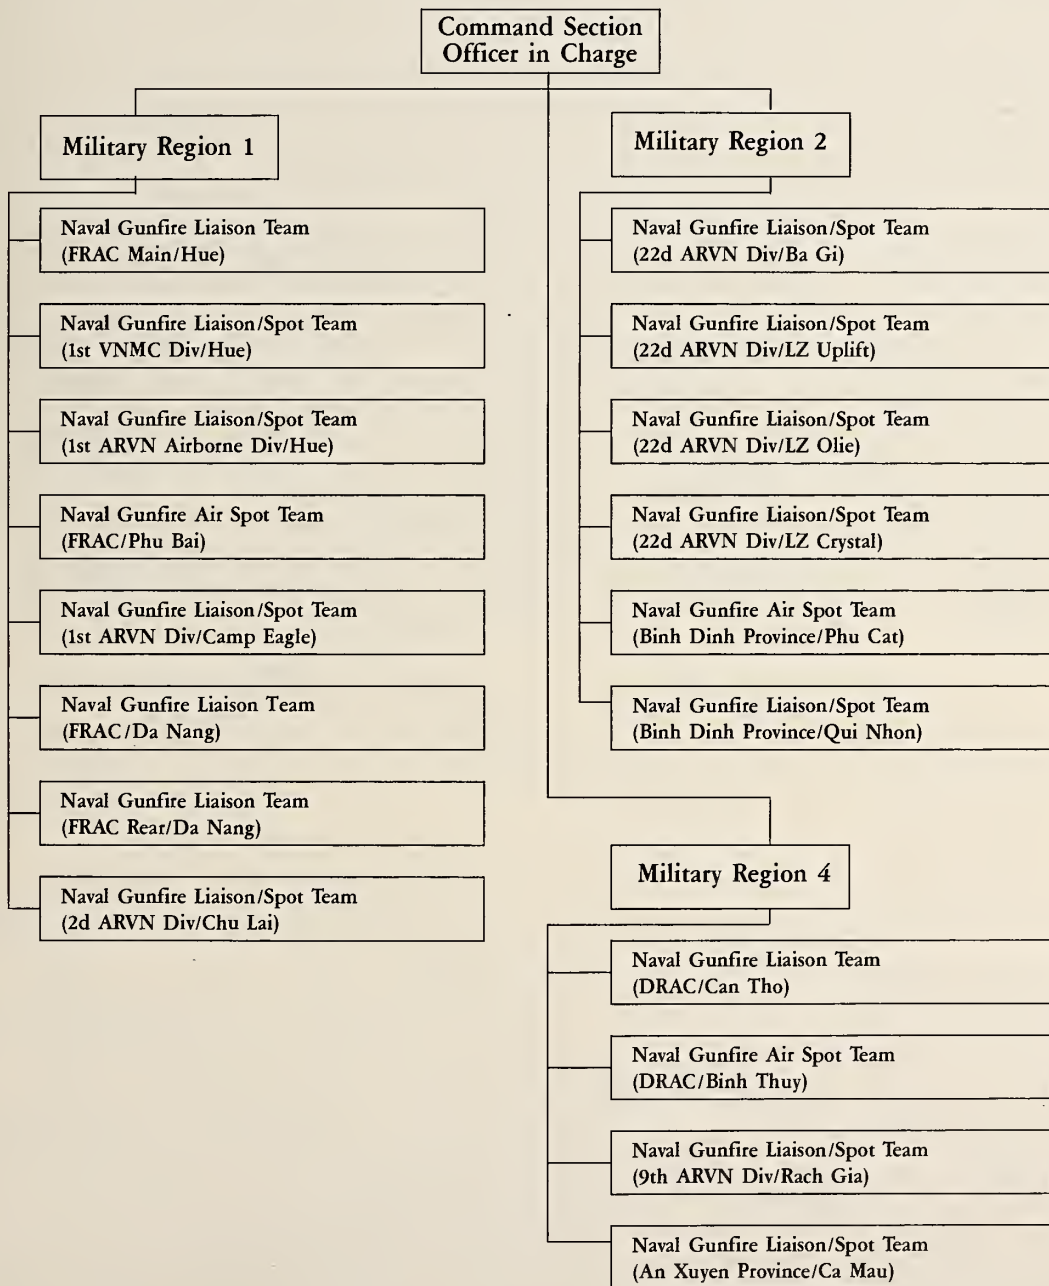 Command Section
Officer in Charge
Military Region 1
Naval Gunfire Liaison Team
(FRAC Main/Hue)
Naval Gunfire Liaison/Spot Team
(1st VNMC Div/Hue)
Naval Gunfire Liaison/Spot Team
(1st ARVN Airborne Div/Hue)
Naval Gunfire Air Spot Team
(FRAC/Phu Bai)
Naval Gunfire Liaison/Spot Team
(1st ARVN Div/Camp Eagle)
Naval Gunfire Liaison Team
(FRAC/Da Nang)
Naval Gunfire Liaison Team
(FRAC Rear/Da Nang)
Naval Gunfire Liaison/Spot Team
(2d ARVN Div/Chu Lai)
Military Region 2
Naval Gunfire Liaison/Spot Team
(22d ARVN Div/Ba Gi)
Naval Gunfire Liaison/Spot Team
(22d ARVN Div/LZ Uplift)
Naval Gunfire Liaison/Spot Team
(22d ARVN Div/LZ Olie)
Naval Gunfire Liaison/Spot Team
(22d ARVN Div/LZ Crystal)
Naval Gunfire Air Spot Team
(Binh Dinh Province/Phu Cat)
Naval Gunfire Liaison/Spot Team
(Binh Dinh Province/Qui Nhon)
Military Region 4
Naval Gunfire Liaison Team
(DRAC/Can Tho)
Naval Gunfire Air Spot Team
(DRAC/Binh Thuy)
Naval Gunfire Liaison/Spot Team
(9th ARVN Div/Rach Gia)
Naval Gunfire Liaison/Spot Team
(An Xuyen Province/Ca Mau)